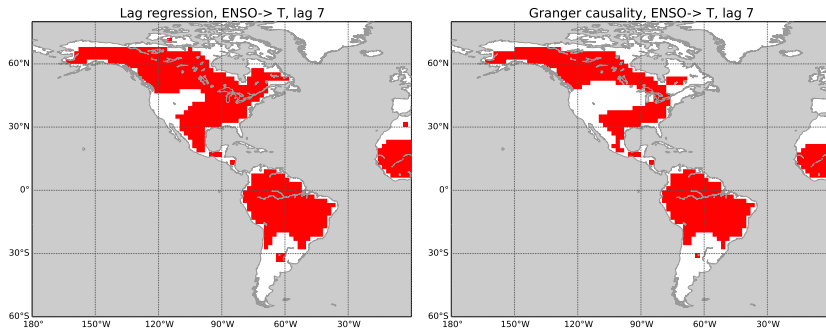 Lag regression, ENSO-> T, lag 7
Granger causality, ENSO-> T, lag 7
60°N
30°N
0°
30°S
60°S
180°
150°W
120°W
90°W
60°W
30°W
60°N
30°N
0°
30°S
60°S
180°
150°W
120°W
90°W
60°W
30°W